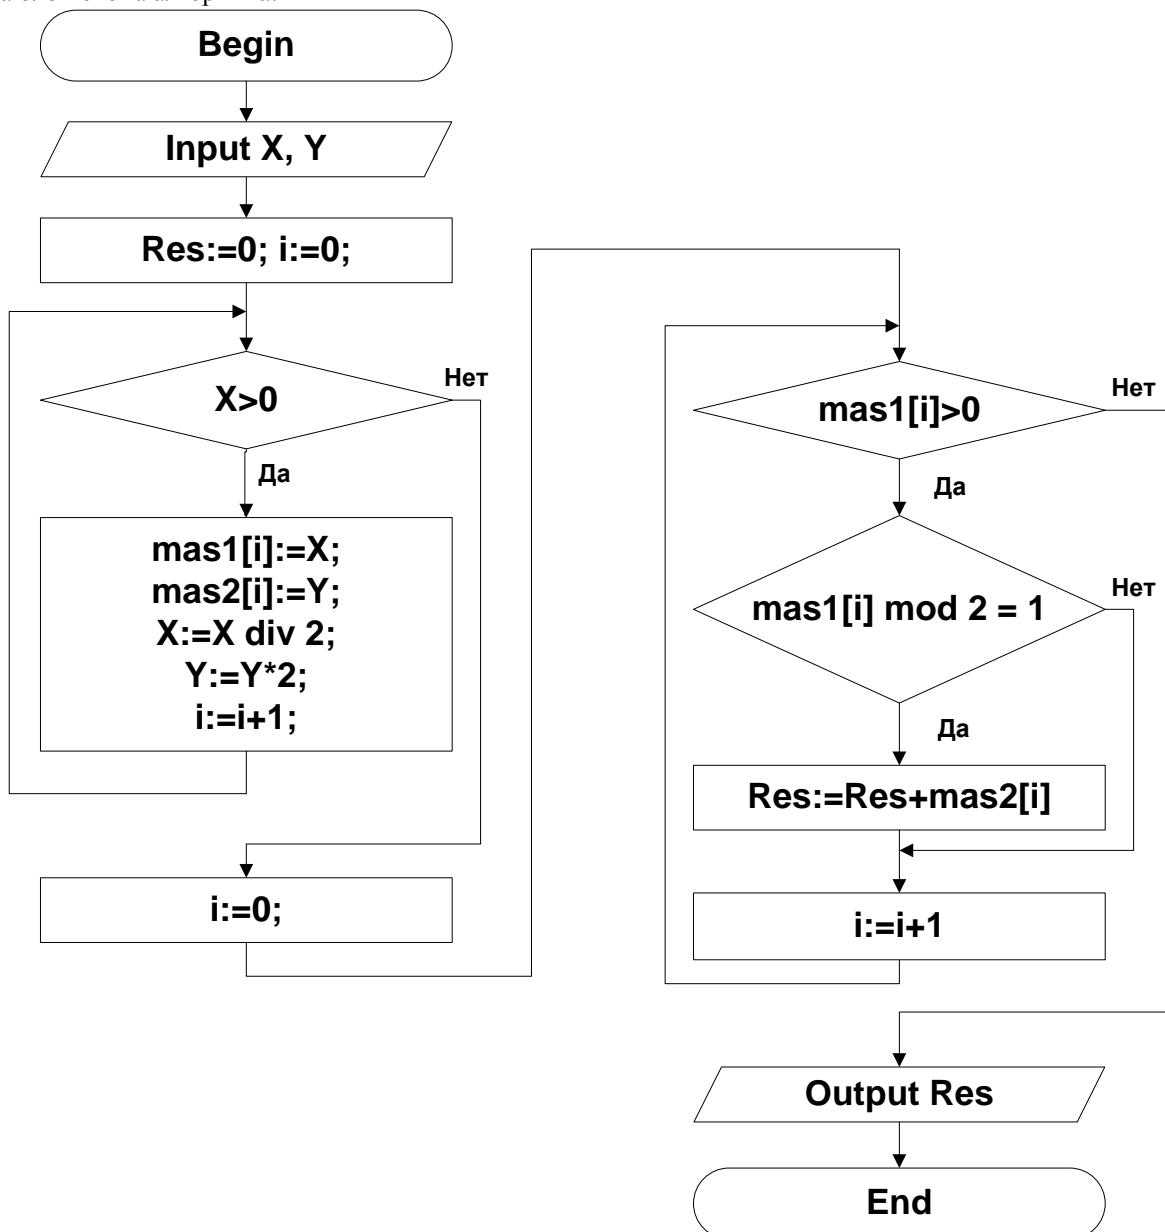 Begin
Input X, Y
Res:=0; i:=0;
X>0
Нет
Да
mas1[i]:=X;
mas2[i]:=Y;
X:=X div 2;
Y:=Y*2;
i:=i+1;
i:=0;
mas1[i]>0
Нет
Да
mas1[i] mod 2 = 1
Нет
Да
Res:=Res+mas2[i]
i:=i+1
Output Res
End